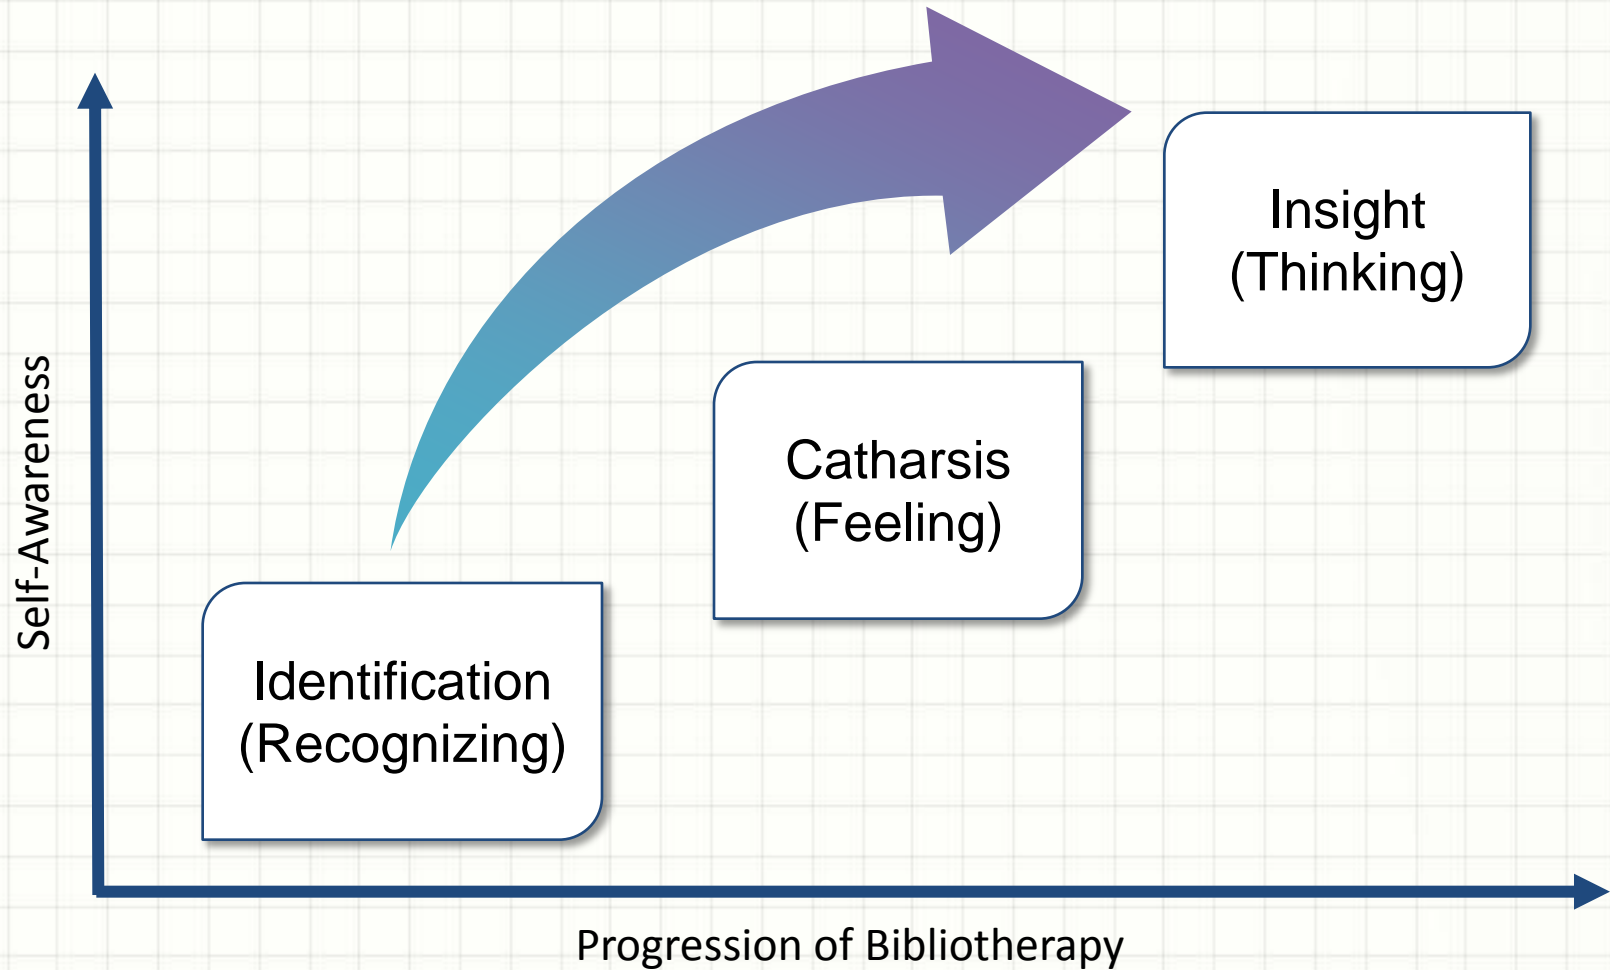 Self-Awareness
Insight
(Thinking)
Catharsis
(Feeling)
Identification
(Recognizing)
Progression of Bibliotherapy